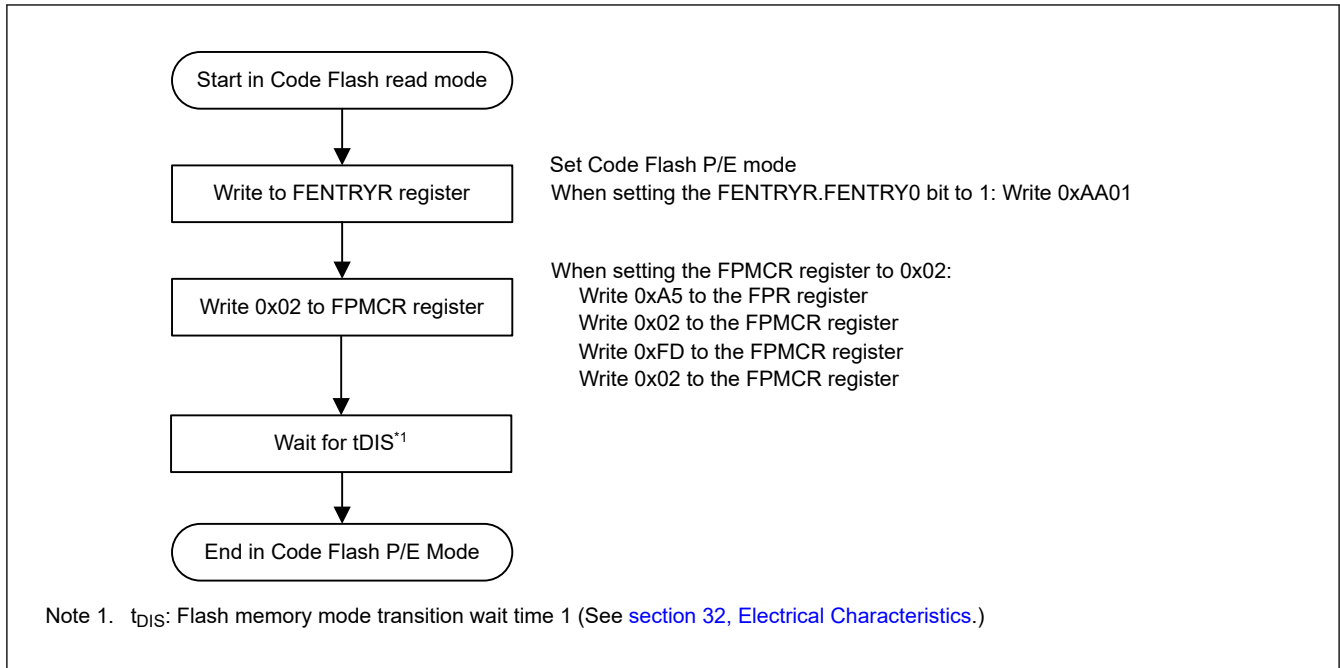 Start in Code Flash read mode
Set Code Flash P/E mode
Write to FENTRYR register
When setting the FENTRYR.FENTRY0 bit to 1: Write 0xAA01
When setting the FPMCR register to 0x02:
Write 0xA5 to the FPR register
Write 0x02 to FPMCR register
Write 0x02 to the FPMCR register
Write 0xFD to the FPMCR register
Write 0x02 to the FPMCR register
Wait for tDIS*1
End in Code Flash P/E Mode
Note 1. tDIS: Flash memory mode transition wait time 1 (See section 32, Electrical Characteristics.)